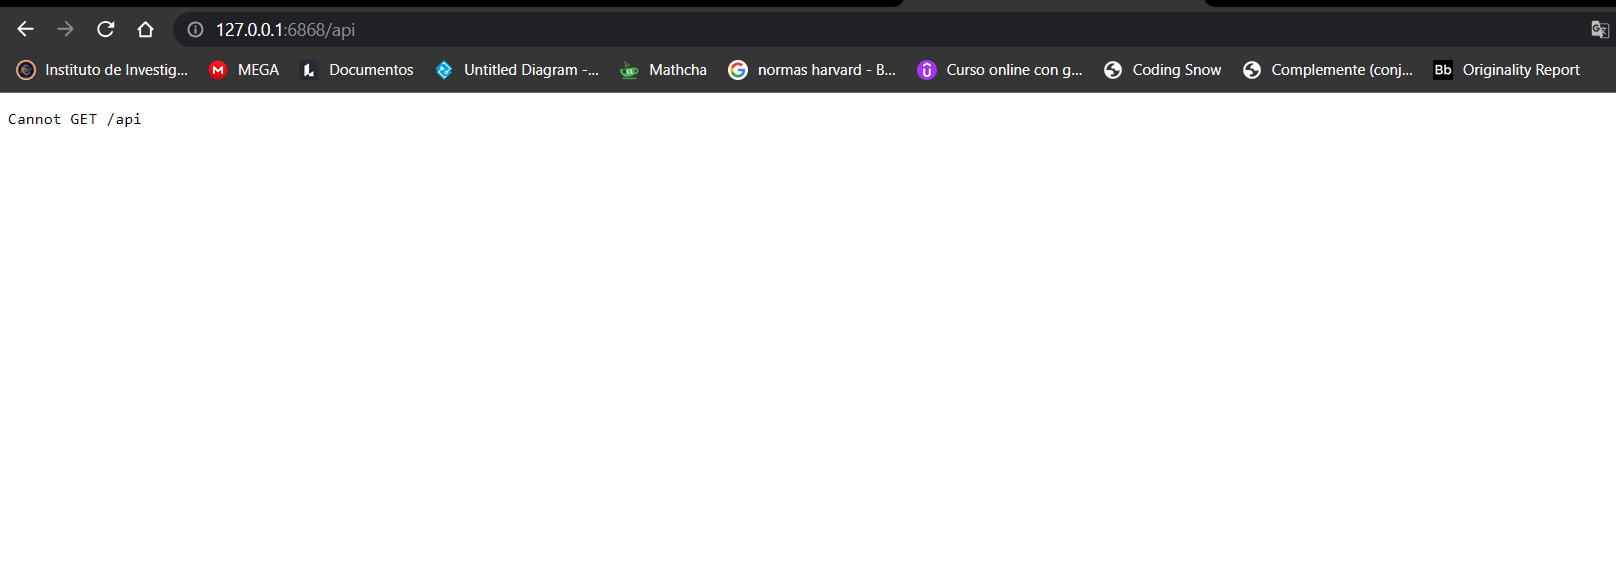 127.0.0.1:6868/api
Instituto de Investig... MEGA Documentos Untitled Diagram -... Mathcha normas harvard - B... Curso online con g... Coding Snow Complemente (conj... Bb Originality Report
Cannot GET /api